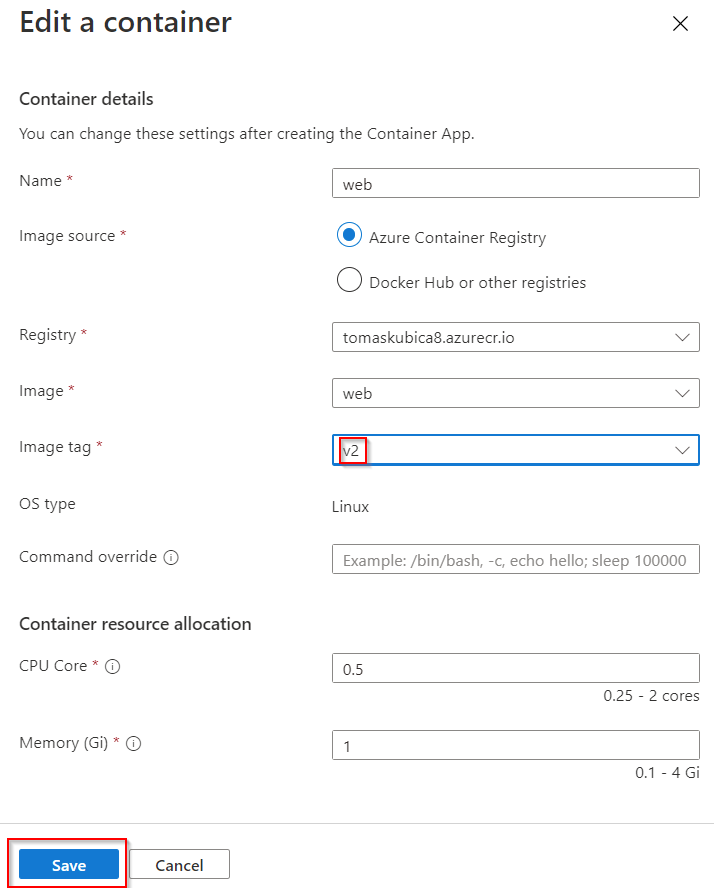 Edit a container
Container details
You can change these settings after creating the Container App.
Name *
web
Image source *
Azure Container Registry
Docker Hub or other registries
Registry *
tomaskubica8.azurecr.io
Image *
web
Image tag *
v2
OS type
Linux
Command override
Example: /bin/bash, -c, echo hello; sleep 100000
Container resource allocation
CPU Core *
0.5
0.25 - 2 cores
Memory (Gi) *
1
0.1 - 4 Gi
Save
Cancel